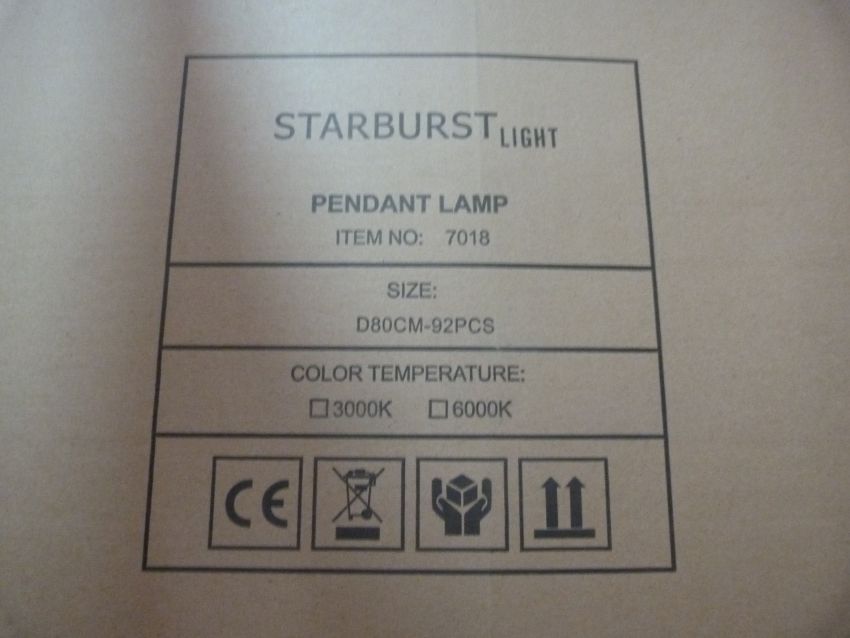 STARBURST LIGHT
PENDANT LAMP
ITEM NO: 7018
SIZE:
D80CM-92PCS
COLOR TEMPERATURE:
☐3000K ☐6000K
CE